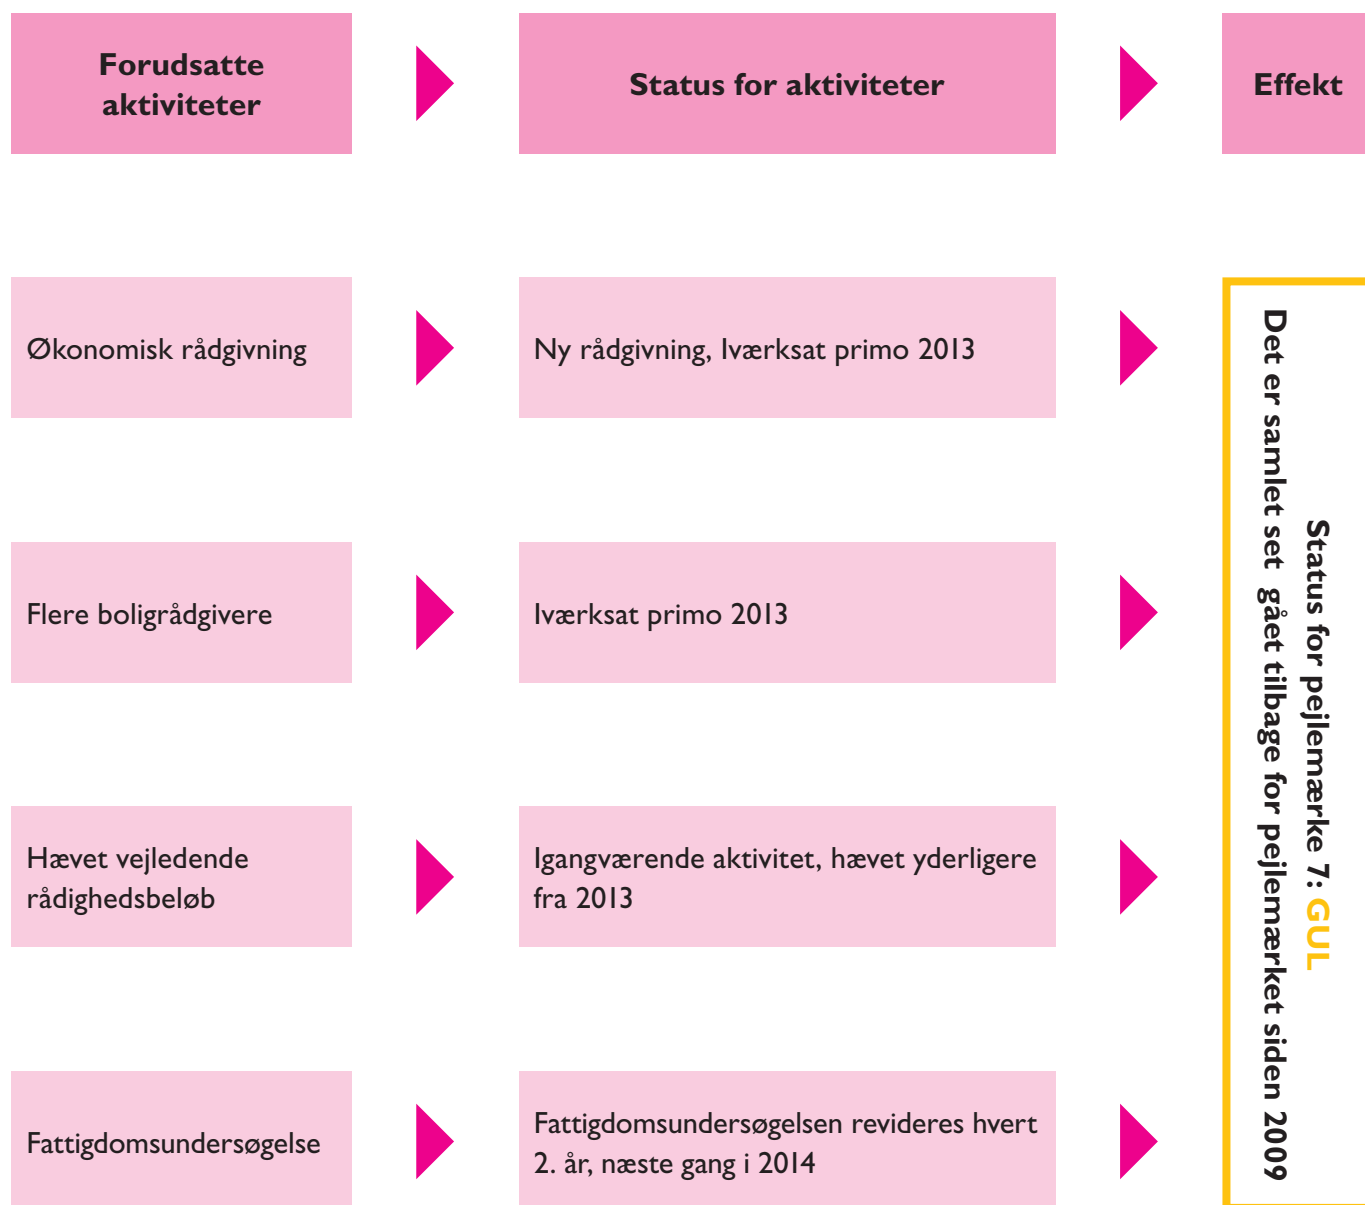 Forudsatte
aktiviteter
Status for aktiviteter
Effekt
Økonomisk rådgivning
Ny rådgivning, Iværksat primo 2013
Flere boligrådgivere
Iværksat primo 2013
Hævet vejledende
rådighedsbeløb
Igangværende aktivitet, hævet yderligere
fra 2013
Fattigdomsundersøgelse
Fattigdomsundersøgelsen revideres hvert
2. år, næste gang i 2014
Status for pejlemærke 7: GUL
Det er samlet set gået tilbage for pejlemærket siden 2009